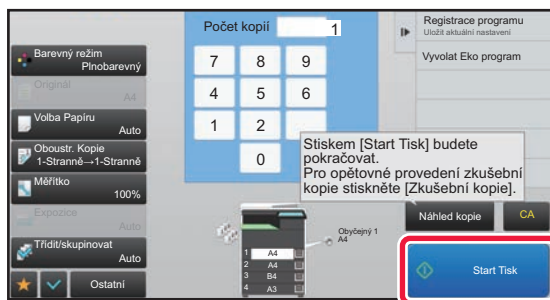 Počet kopií 1
7 8 9
4 5 6
1 2
0
Barevný režim
Plnobarevný
Originál
A4
Volba Papíru
Auto
Oboustr. Kopie
1-Stranně→1-Stranně
Měřítko
100%
Expozice
Auto
Třídit/skupinovat
Auto
Ostatní
Registrace programu
Uložit aktuální nastavení
Vyvolat Eko program
Stiskem [Start Tisk] budete
pokračovat.
Pro opětovné provedení zkušební
kopie stiskněte [Zkušební kopie].
Obyčejný 1
A4
1 A4
2 A4
3 B4
4 A3
Náhled kopie
CA
Start Tisk